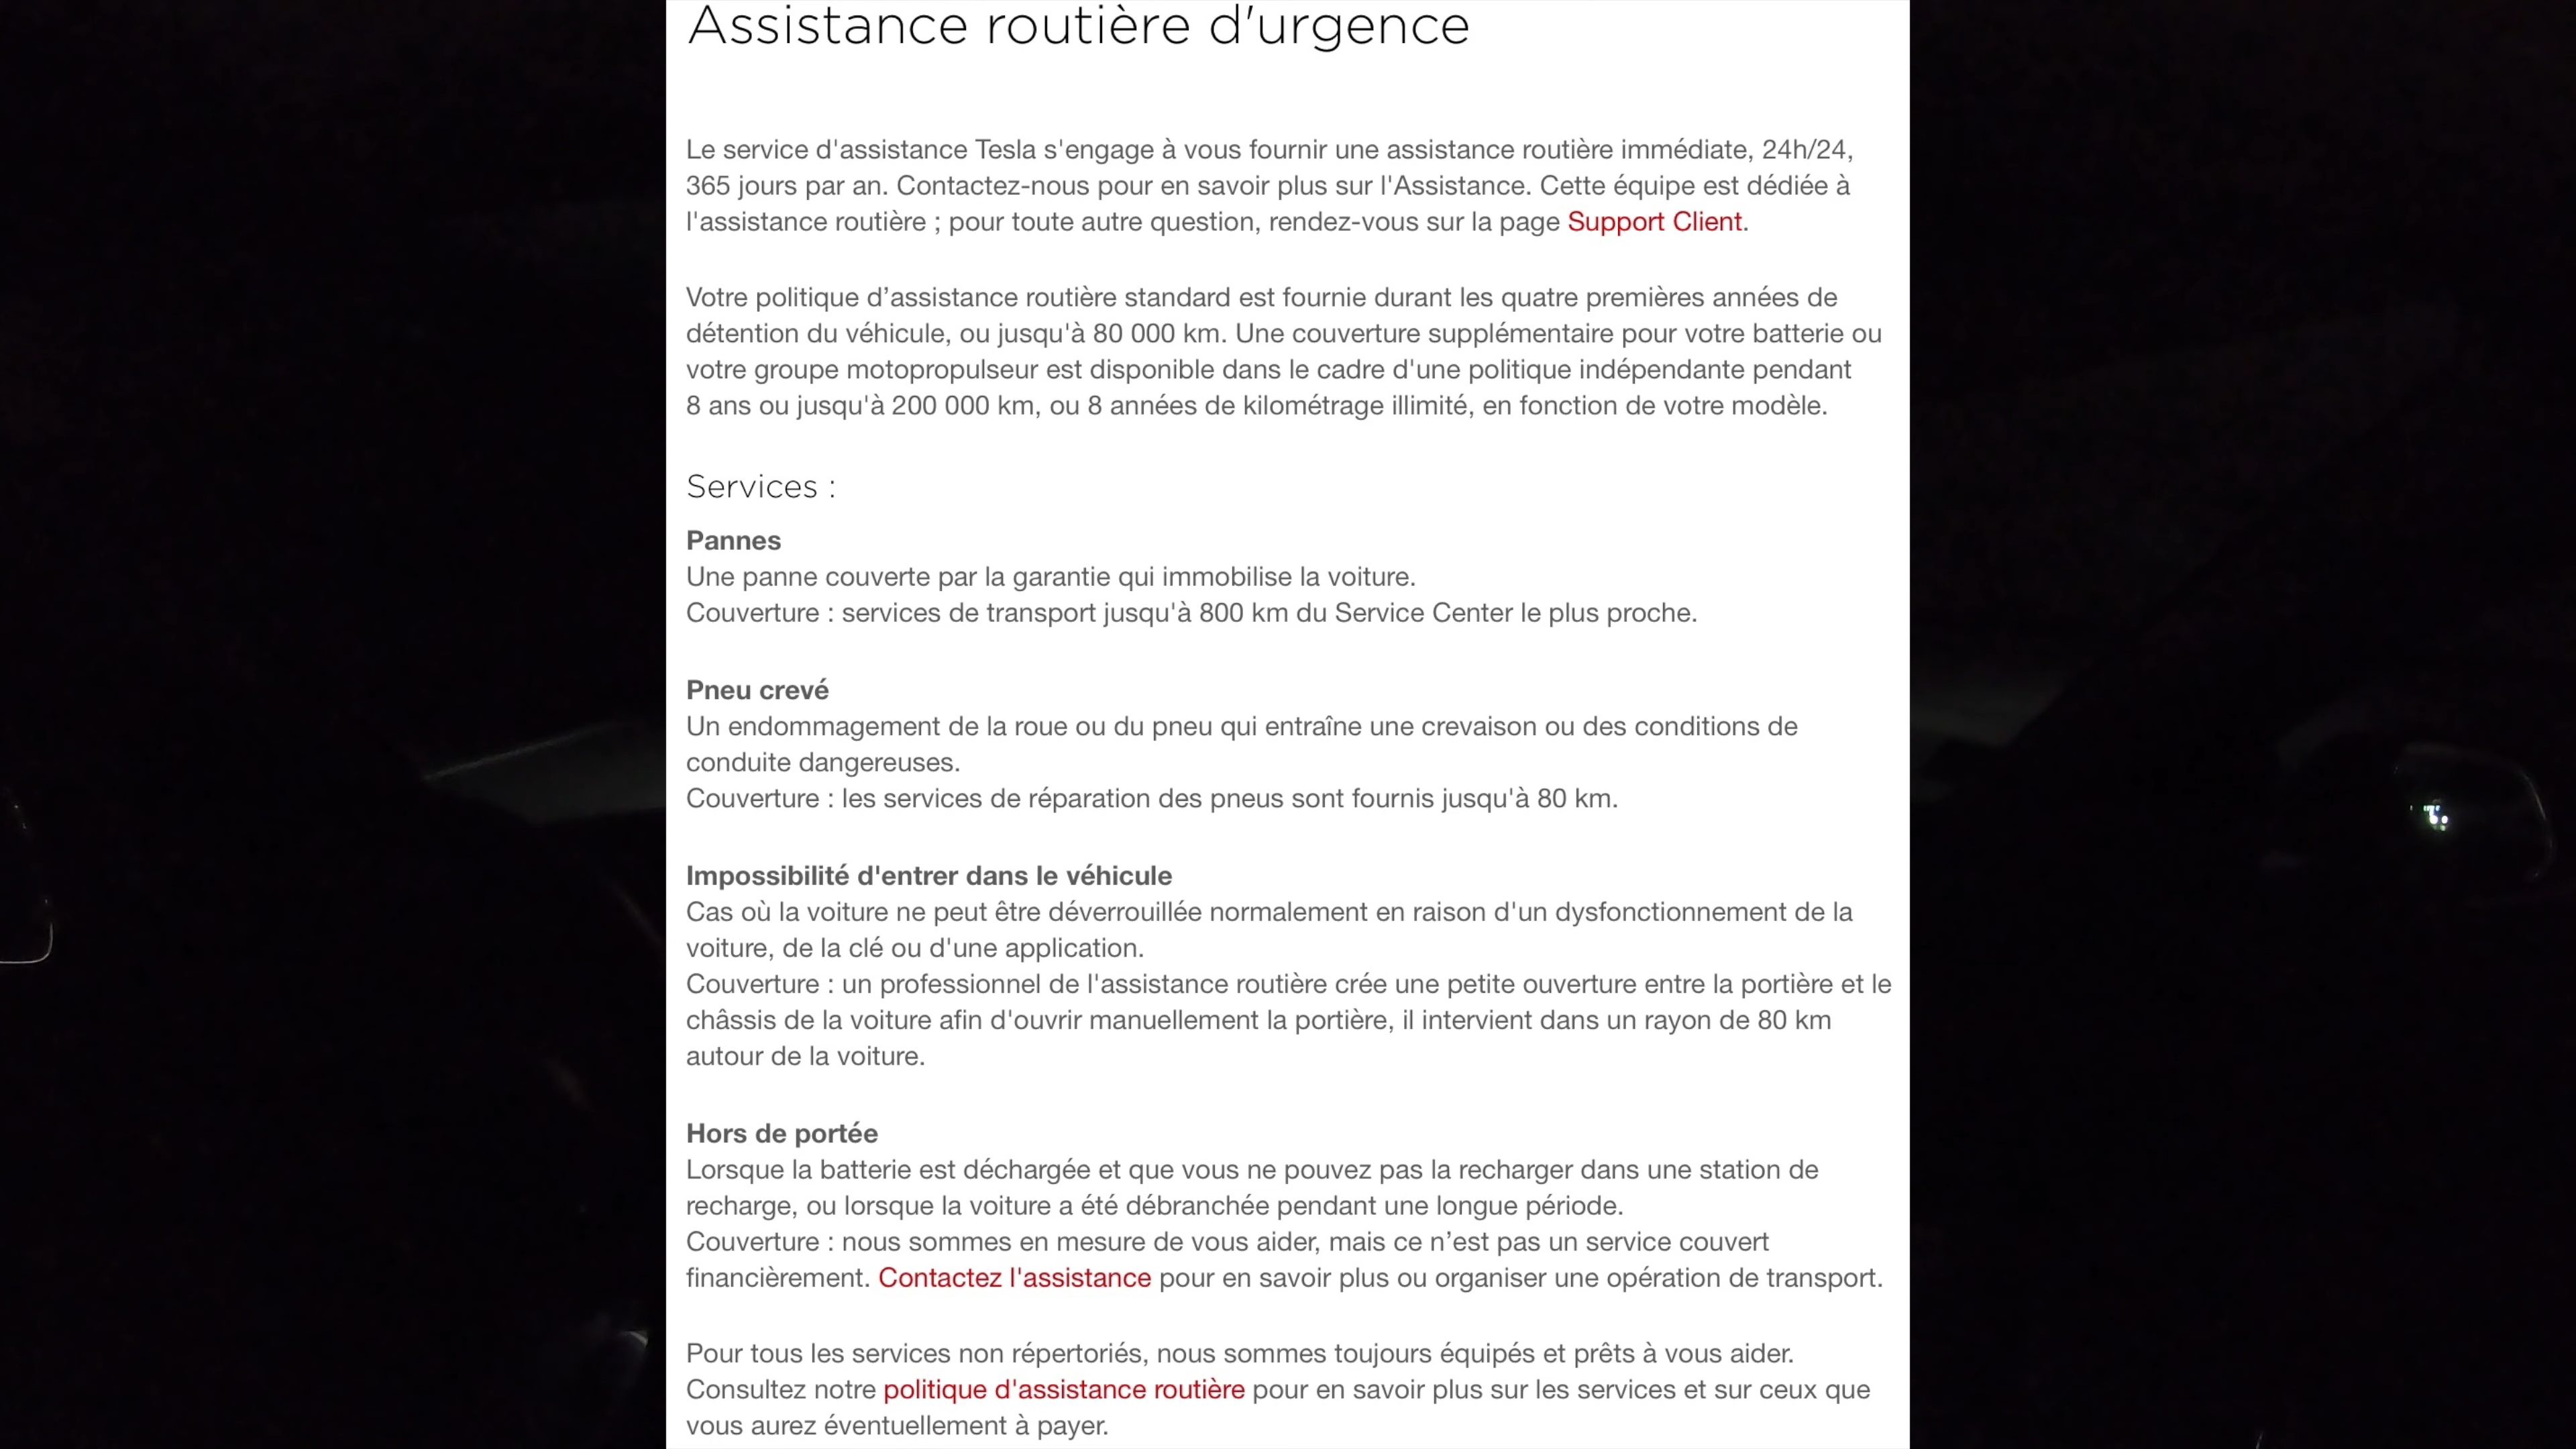 Assistance routière d'urgence
Le service d'assistance Tesla s'engage à vous fournir une assistance routière immédiate, 24h/24,
365 jours par an. Contactez-nous pour en savoir plus sur l'Assistance. Cette équipe est dédiée à
l'assistance routière ; pour toute autre question, rendez-vous sur la page Support Client.
Votre politique d’assistance routière standard est fournie durant les quatre premières années de
détention du véhicule, ou jusqu'à 80 000 km. Une couverture supplémentaire pour votre batterie ou
votre groupe motopropulseur est disponible dans le cadre d'une politique indépendante pendant
8 ans ou jusqu'à 200 000 km, ou 8 années de kilométrage illimité, en fonction de votre modèle.
Services :
Pannes
Une panne couverte par la garantie qui immobilise la voiture.
Couverture : services de transport jusqu'à 800 km du Service Center le plus proche.
Pneu crevé
Un endommagement de la roue ou du pneu qui entraîne une crevaison ou des conditions de
conduite dangereuses.
Couverture : les services de réparation des pneus sont fournis jusqu'à 80 km.
Impossibilité d'entrer dans le véhicule
Cas où la voiture ne peut être déverrouillée normalement en raison d'un dysfonctionnement de la
voiture, de la clé ou d'une application.
Couverture : un professionnel de l'assistance routière crée une petite ouverture entre la portière et le
châssis de la voiture afin d'ouvrir manuellement la portière, il intervient dans un rayon de 80 km
autour de la voiture.
Hors de portée
Lorsque la batterie est déchargée et que vous ne pouvez pas la recharger dans une station de
recharge, ou lorsque la voiture a été débranchée pendant une longue période.
Couverture : nous sommes en mesure de vous aider, mais ce n’est pas un service couvert
financièrement. Contactez l'assistance pour en savoir plus ou organiser une opération de transport.
Pour tous les services non répertoriés, nous sommes toujours équipés et prêts à vous aider.
Consultez notre politique d'assistance routière pour en savoir plus sur les services et sur ceux que
vous aurez éventuellement à payer.